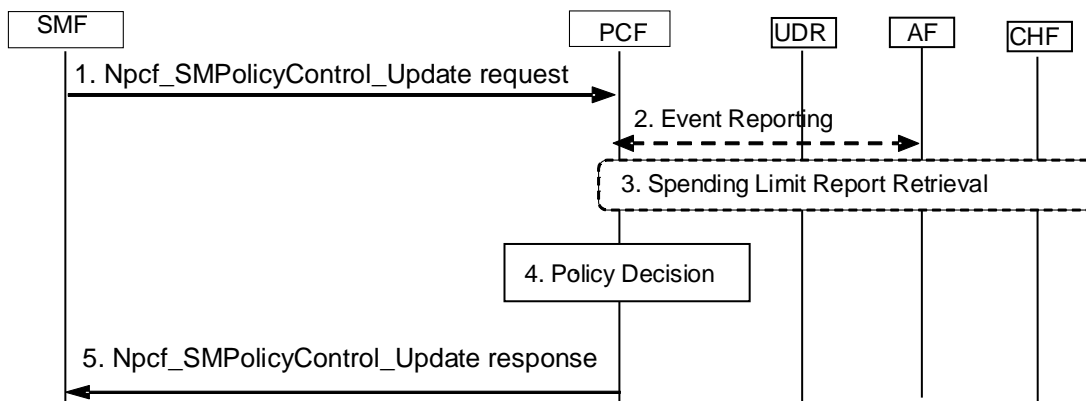 SMF
PCF
UDR
AF
CHF
1. Npcf_SMPolicyControl_Update request
2. Event Reporting
3. Spending Limit Report Retrieval
4. Policy Decision
5. Npcf_SMPolicyControl_Update response